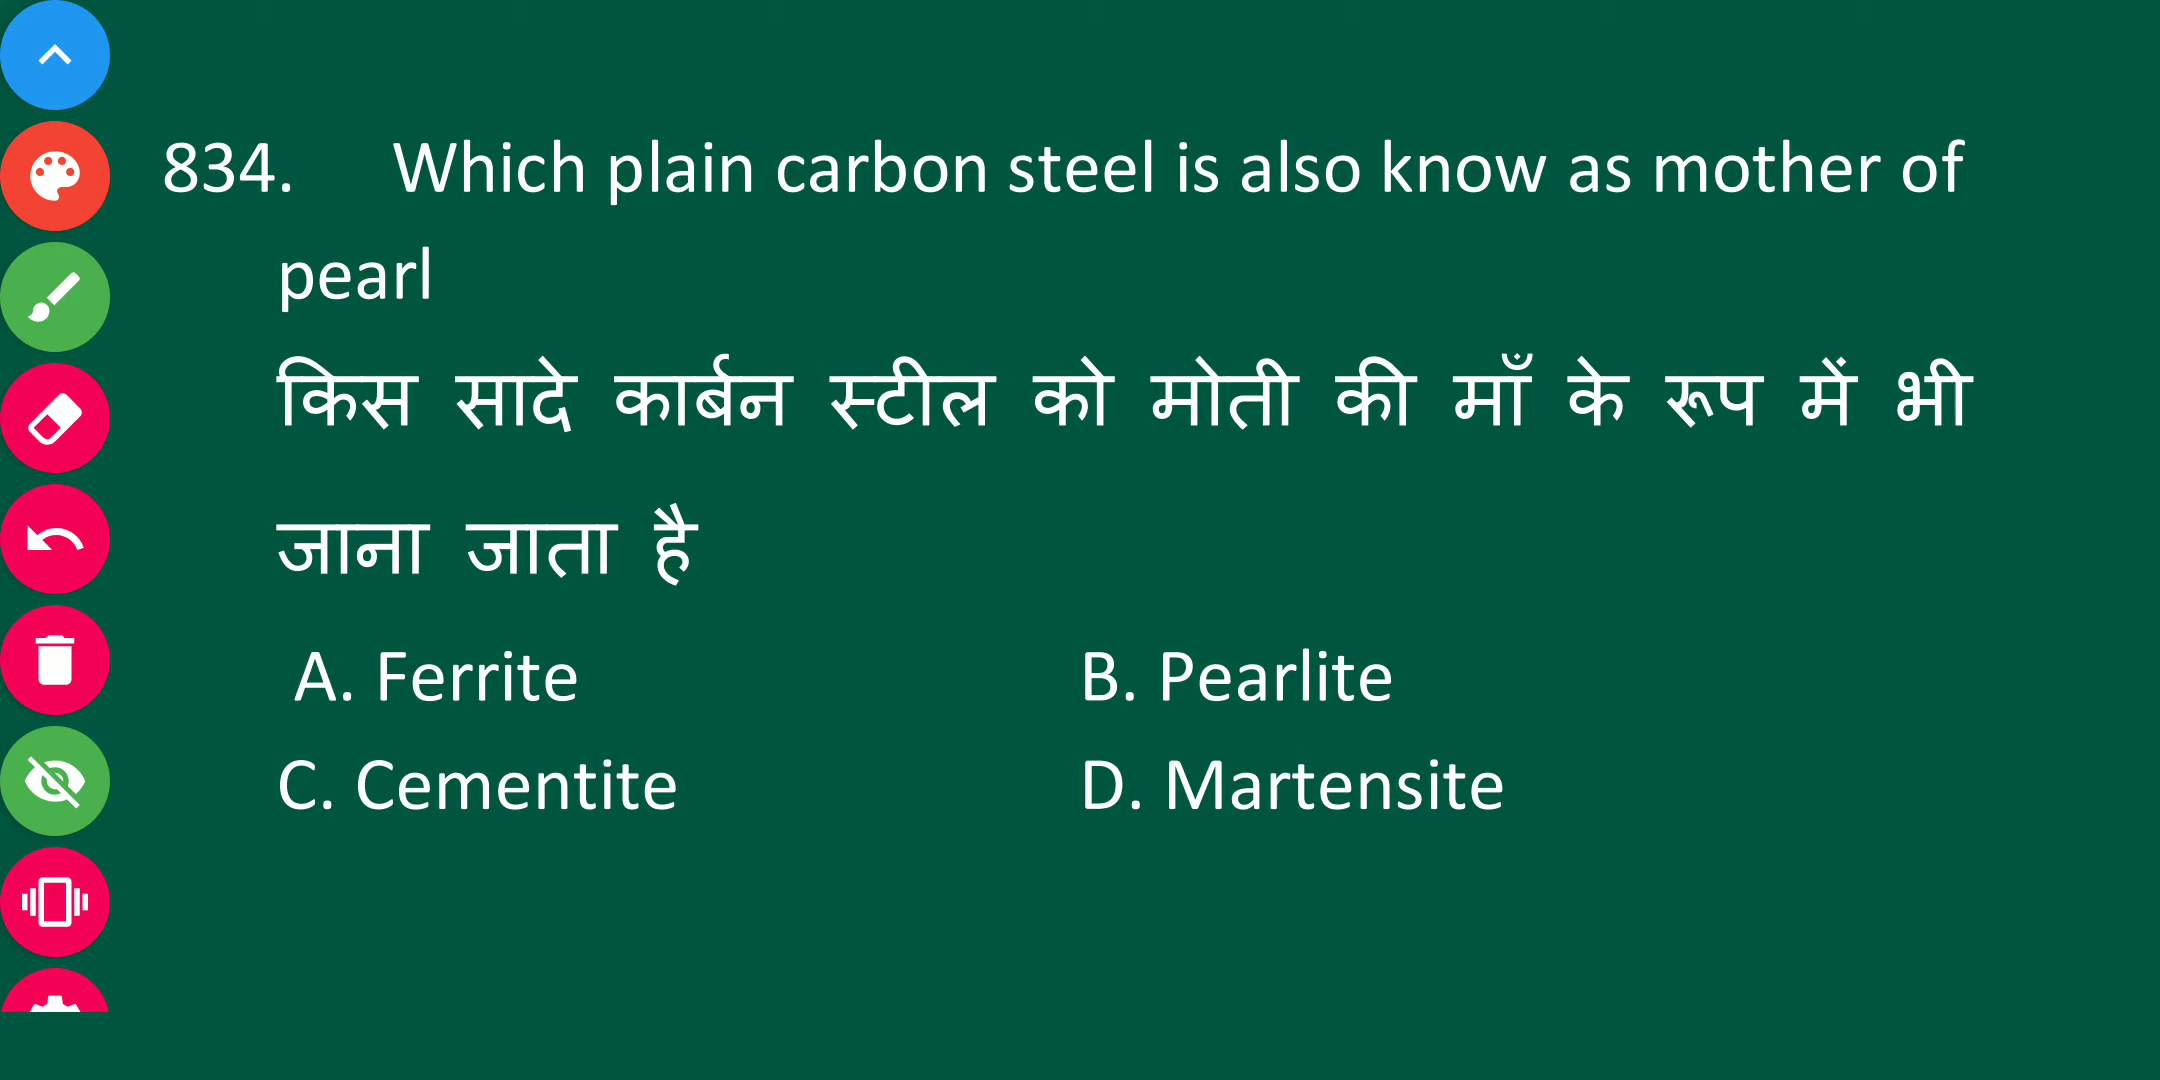 834. Which plain carbon steel is also know as mother of
pearl
किस सादे कार्बन स्टील को मोती की माँ के रूप में भी
जाना जाता है
A. Ferrite B. Pearlite
C. Cementite D. Martensite